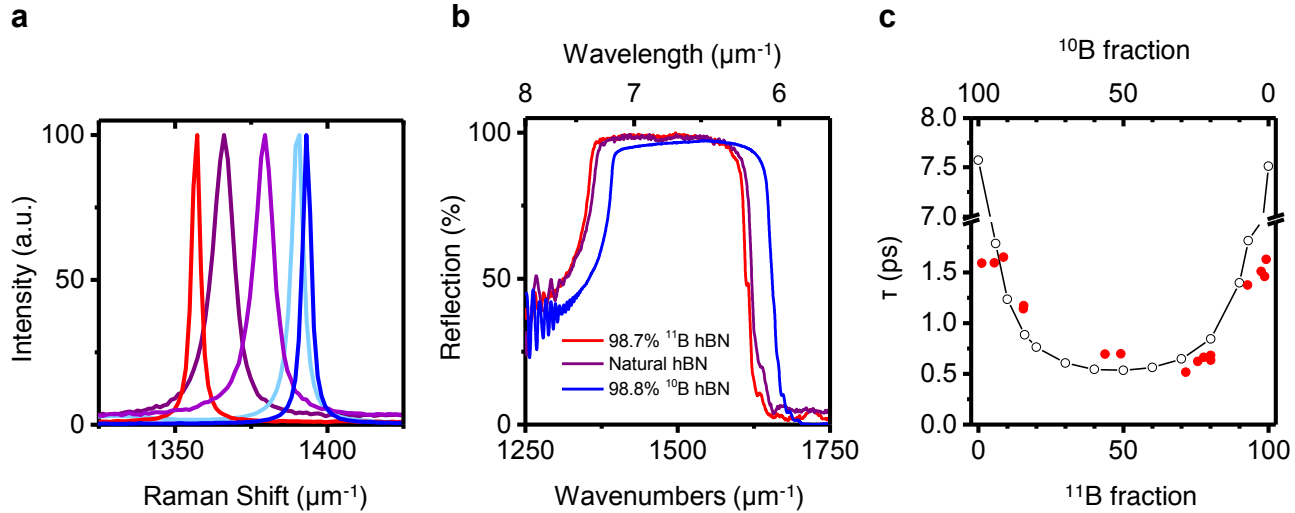 a
Intensity (a.u.)
100
50
0
1350
1400
Raman Shift (μm⁻¹)
b
Wavelength (μm⁻¹)
8
7
6
Reflection (%)
100
50
0
98.7% ¹¹B hBN
Natural hBN
98.8% ¹⁰B hBN
1250
1500
1750
Wavenumbers (μm⁻¹)
c
¹⁰B fraction
100
50
0
τ (ps)
8.0
7.5
7.0
1.5
1.0
0.5
0.0
0
50
100
¹¹B fraction